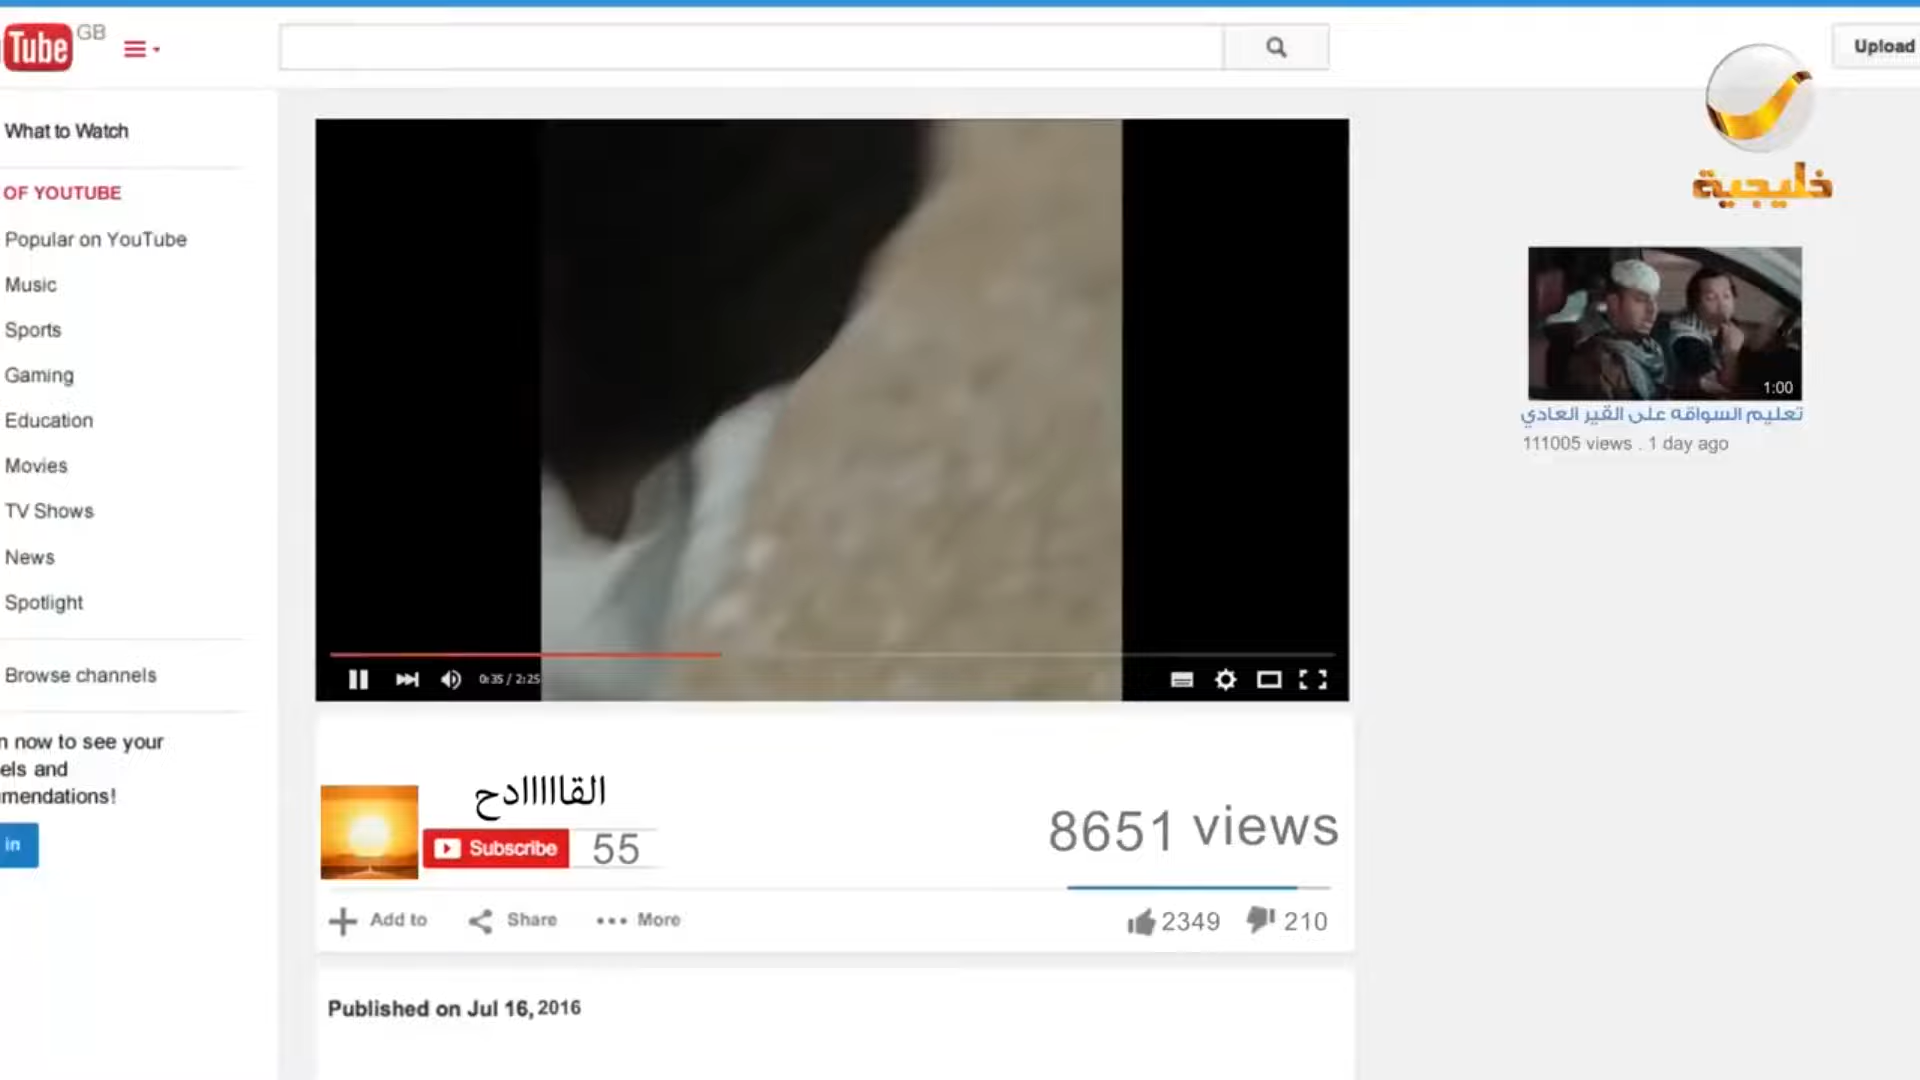 Tube GB
Upload
خليجية
What to Watch
OF YOUTUBE
Popular on YouTube
Music
Sports
Gaming
Education
Movies
TV Shows
News
Spotlight
Browse channels
n now to see your
els and
mendations!
in
0:35 / 2:25
1:00
تعليم السواقه على القير العادي
111005 views . 1 day ago
القاااااادح
Subscribe 55
8651 views
Add to Share More
2349 210
Published on Jul 16, 2016